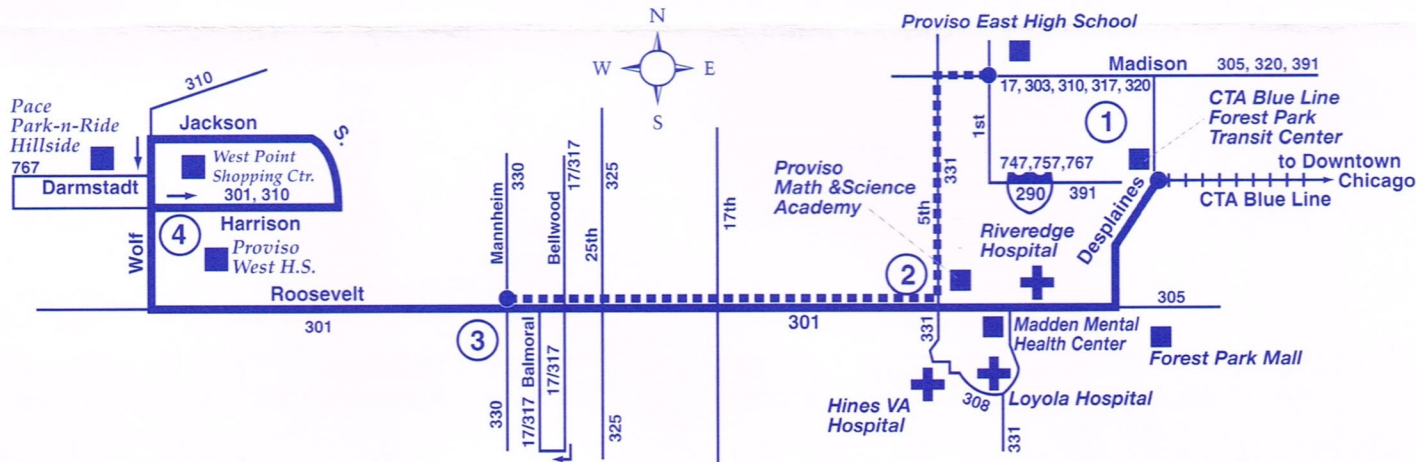 Proviso East High School
N
W
E
S
310
Madison
305, 320, 391
17, 303, 310, 317, 320
Pace
Park-n-Ride
Hillside
767
Jackson
S.
West Point
Shopping Ctr.
301, 310
Darmstadt
Harrison
4
Proviso
West H.S.
Wolf
Roosevelt
301
Mannheim
330
330
3
Bellwood
17/317
Balmoral
17/317
17/317
25th
325
325
17th
301
Proviso
Math &Science
Academy
2
331
5th
331
1st
1
CTA Blue Line
Forest Park
Transit Center
747,757,767
290
391
to Downtown
Chicago
CTA Blue Line
Desplaines
Riveredge
Hospital
305
Madden Mental
Health Center
Forest Park Mall
Hines VA
Hospital
308
Loyola Hospital
331